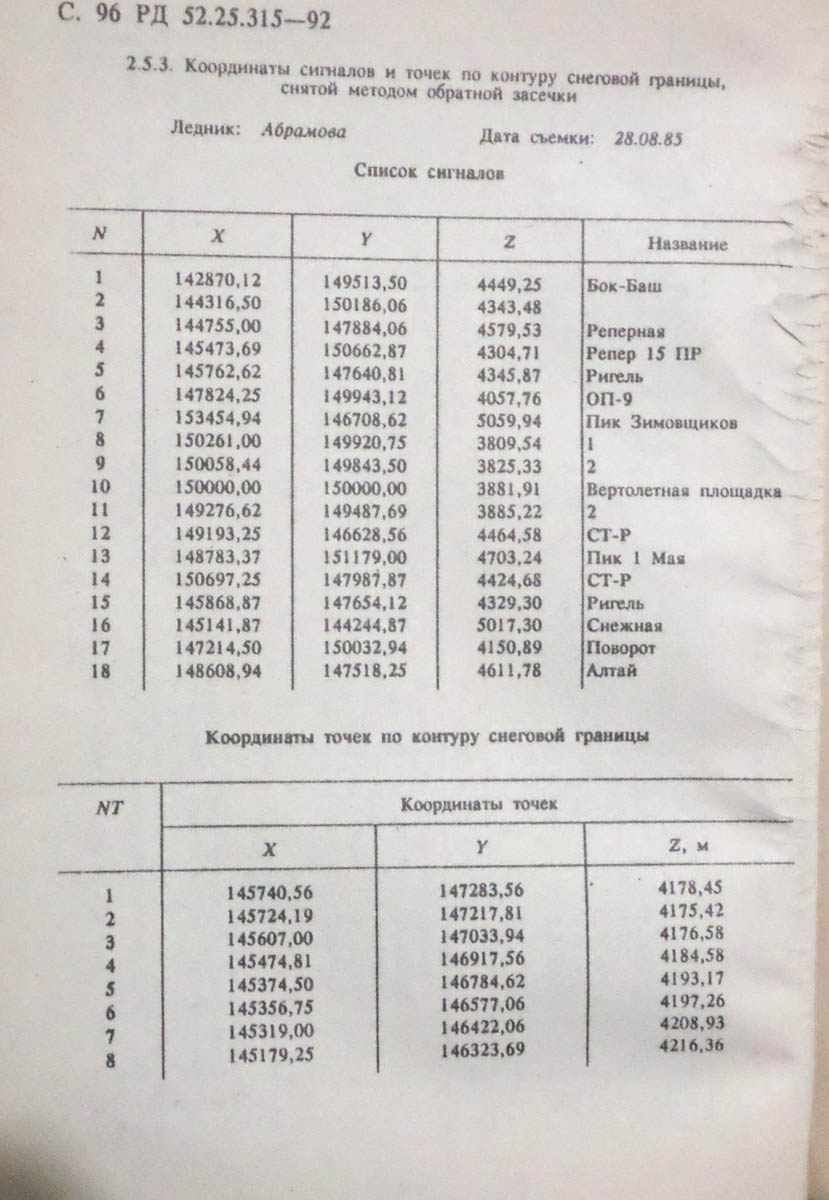 С. 96 РД 52.25.315—92
2.5.3. Координаты сигналов и точек по контуру снеговой границы,
снятой методом обратной засечки
Ледник: Абрамова Дата съемки: 28.08.85
Список сигналов
N X Y Z Название
1 142870,12 149513,50 4449,25 Бок-Баш
2 144316,50 150186,06 4343,48
3 144755,00 147884,06 4579,53 Реперная
4 145473,69 150662,87 4304,71 Репер 15 ПР
5 145762,62 147640,81 4345,87 Ригель
6 147824,25 149943,12 4057,76 ОП-9
7 153454,94 146708,62 5059,94 Пик Зимовщиков
8 150261,00 149920,75 3809,54 1
9 150058,44 149843,50 3825,33 2
10 150000,00 150000,00 3881,91 Вертолетная площадка
11 149276,62 149487,69 3885,22 2
12 149193,25 146628,56 4464,58 СТ-Р
13 148783,37 151179,00 4703,24 Пик 1 Мая
14 150697,25 147987,87 4424,68 СТ-Р
15 145868,87 147654,12 4329,30 Ригель
16 145141,87 144244,87 5017,30 Снежная
17 147214,50 150032,94 4150,89 Поворот
18 148608,94 147518,25 4611,78 Алтай
Координаты точек по контуру снеговой границы
NT Координаты точек
X Y Z, м
1 145740,56 147283,56 4178,45
2 145724,19 147217,81 4175,42
3 145607,00 147033,94 4176,58
4 145474,81 146917,56 4184,58
5 145374,50 146784,62 4193,17
6 145356,75 146577,06 4197,26
7 145319,00 146422,06 4208,93
8 145179,25 146323,69 4216,36